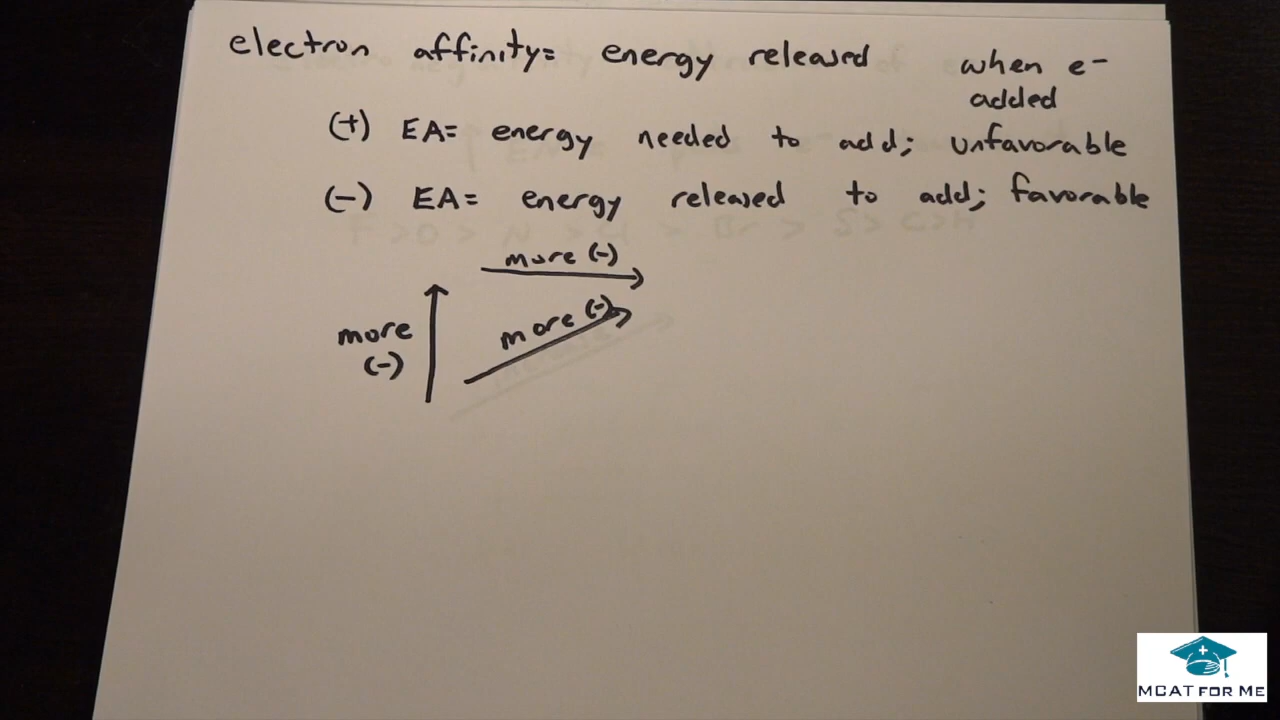 electron affinity= energy released when e-
added
(+) EA= energy needed to add; unfavorable
(-) EA= energy released to add; favorable
more (-)
more (-)
more
(-)
MCAT FOR ME